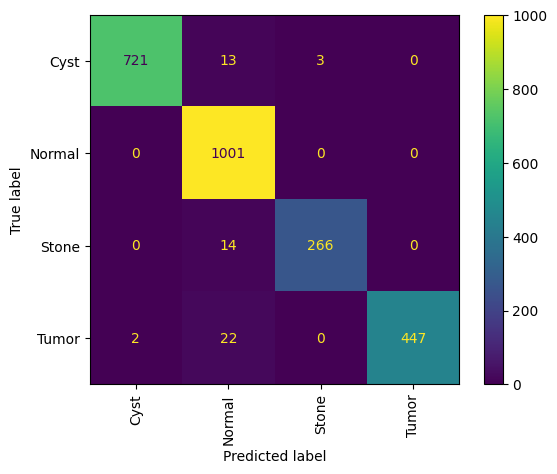 True label
Cyst 721 13 3 0
Normal 0 1001 0 0
Stone 0 14 266 0
Tumor 2 22 0 447
Cyst Normal Stone Tumor
Predicted label
1000
800
600
400
200
0